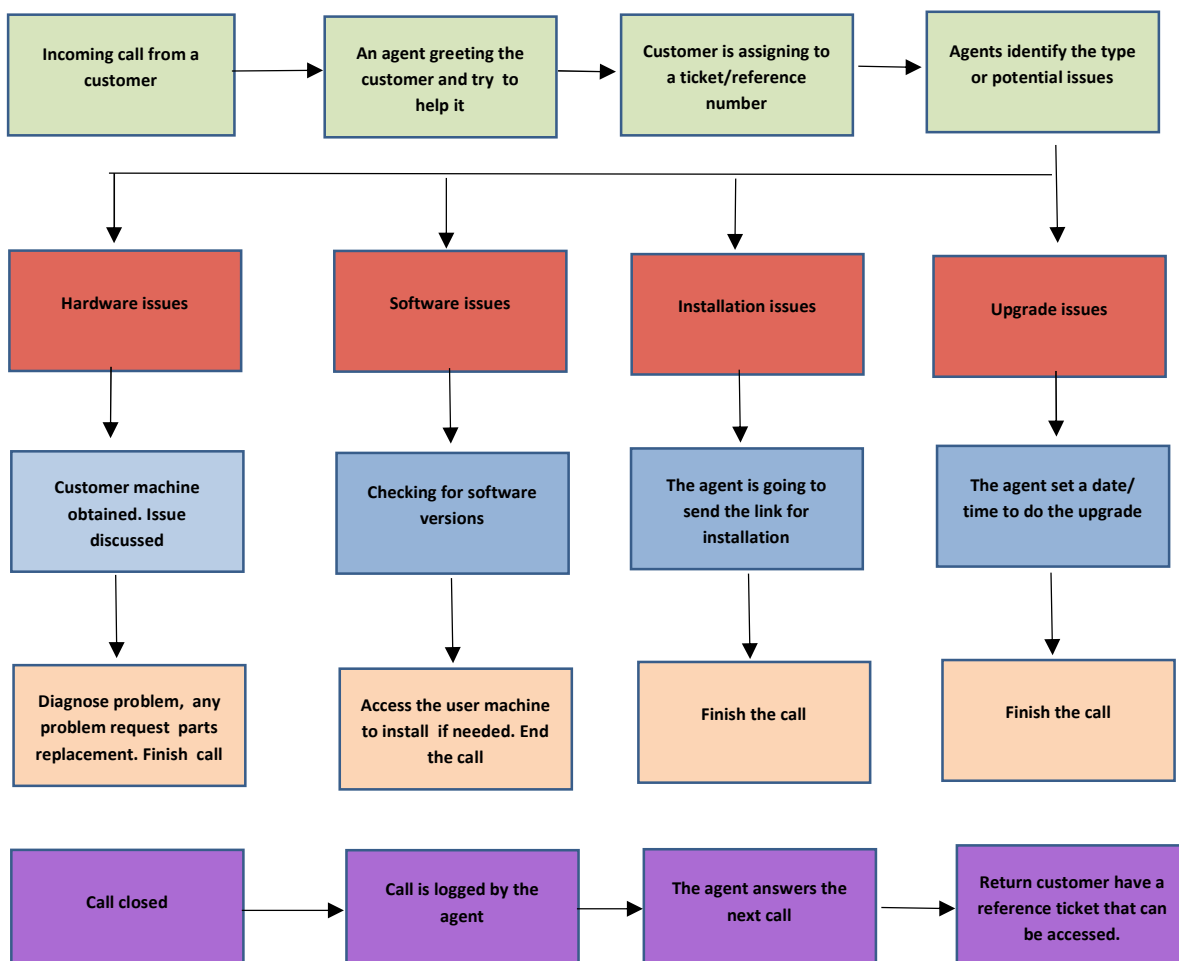 Incoming call from a
customer
An agent greeting the
customer and try to
help it
Customer is assigning to
a ticket/reference
number
Agents identify the type
or potential issues
Hardware issues
Software issues
Installation issues
Upgrade issues
Customer machine
obtained. Issue
discussed
Checking for software
versions
The agent is going to
send the link for
installation
The agent set a date/
time to do the upgrade
Diagnose problem, any
problem request parts
replacement. Finish call
Access the user machine
to install if needed. End
the call
Finish the call
Finish the call
Call closed
Call is logged by the
agent
The agent answers the
next call
Return customer have a
reference ticket that can
be accessed.